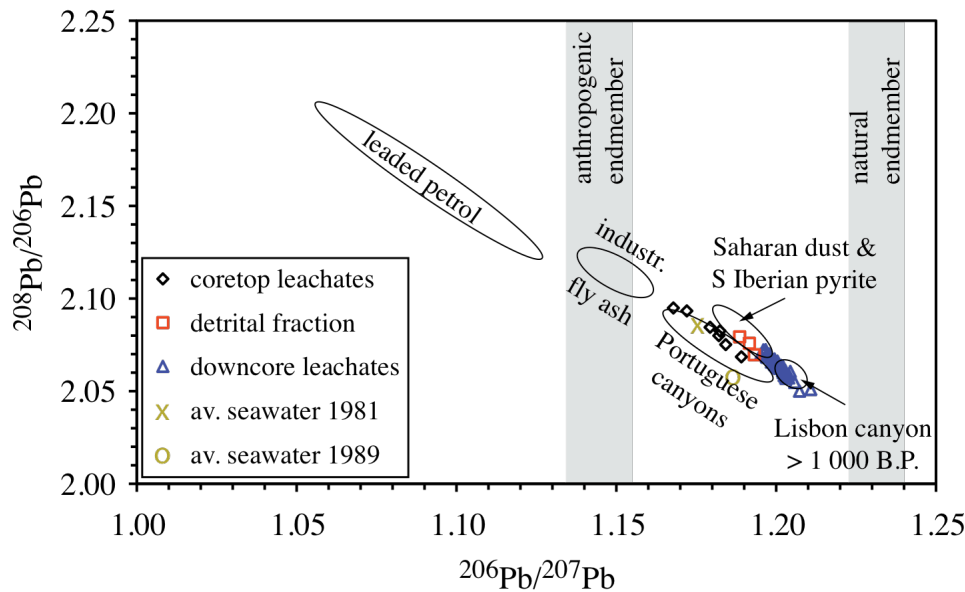 2.25
2.20
2.15
2.10
2.05
2.00
208Pb/206Pb
anthropogenic
endmember
natural
endmember
leaded petrol
industr.
fly ash
Saharan dust &
S Iberian pyrite
Portuguese
canyons
Lisbon canyon
> 1 000 B.P.
coretop leachates
detrital fraction
downcore leachates
av. seawater 1981
av. seawater 1989
1.00
1.05
1.10
1.15
1.20
1.25
206Pb/207Pb